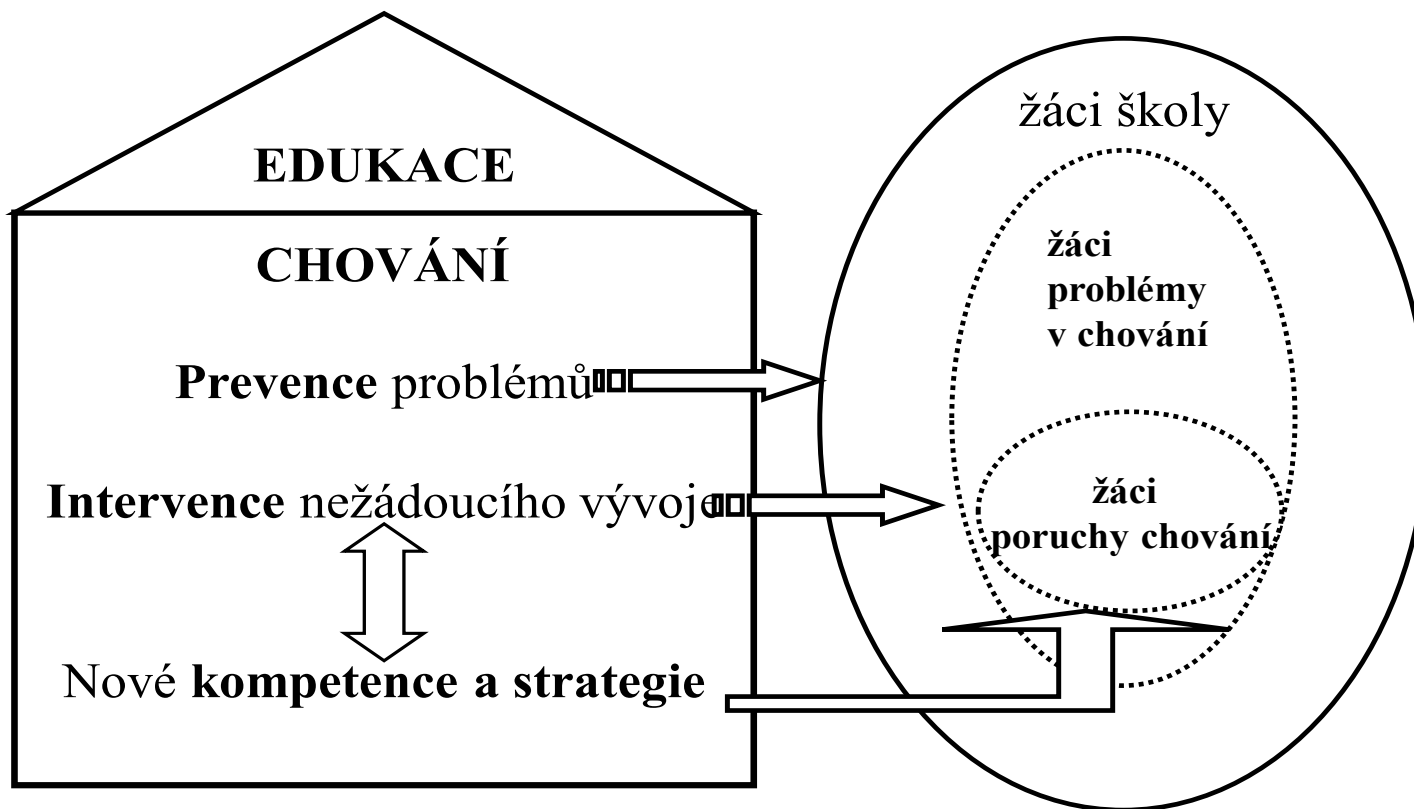 EDUKACE
CHOVÁNÍ
Prevence problémů
Intervence nežádoucího vývoje
Nové kompetence a strategie
žáci školy
žáci
problémy
v chování
žáci
poruchy chování